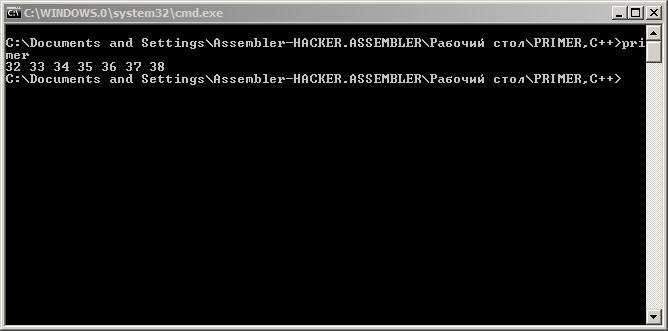 C:\WINDOWS.0\system32\cmd.exe
C:\Documents and Settings\Assembler-HACKER.ASSEMBLER\Рабочий стол\PRIMER,C++>pri
mer
32 33 34 35 36 37 38
C:\Documents and Settings\Assembler-HACKER.ASSEMBLER\Рабочий стол\PRIMER,C++>